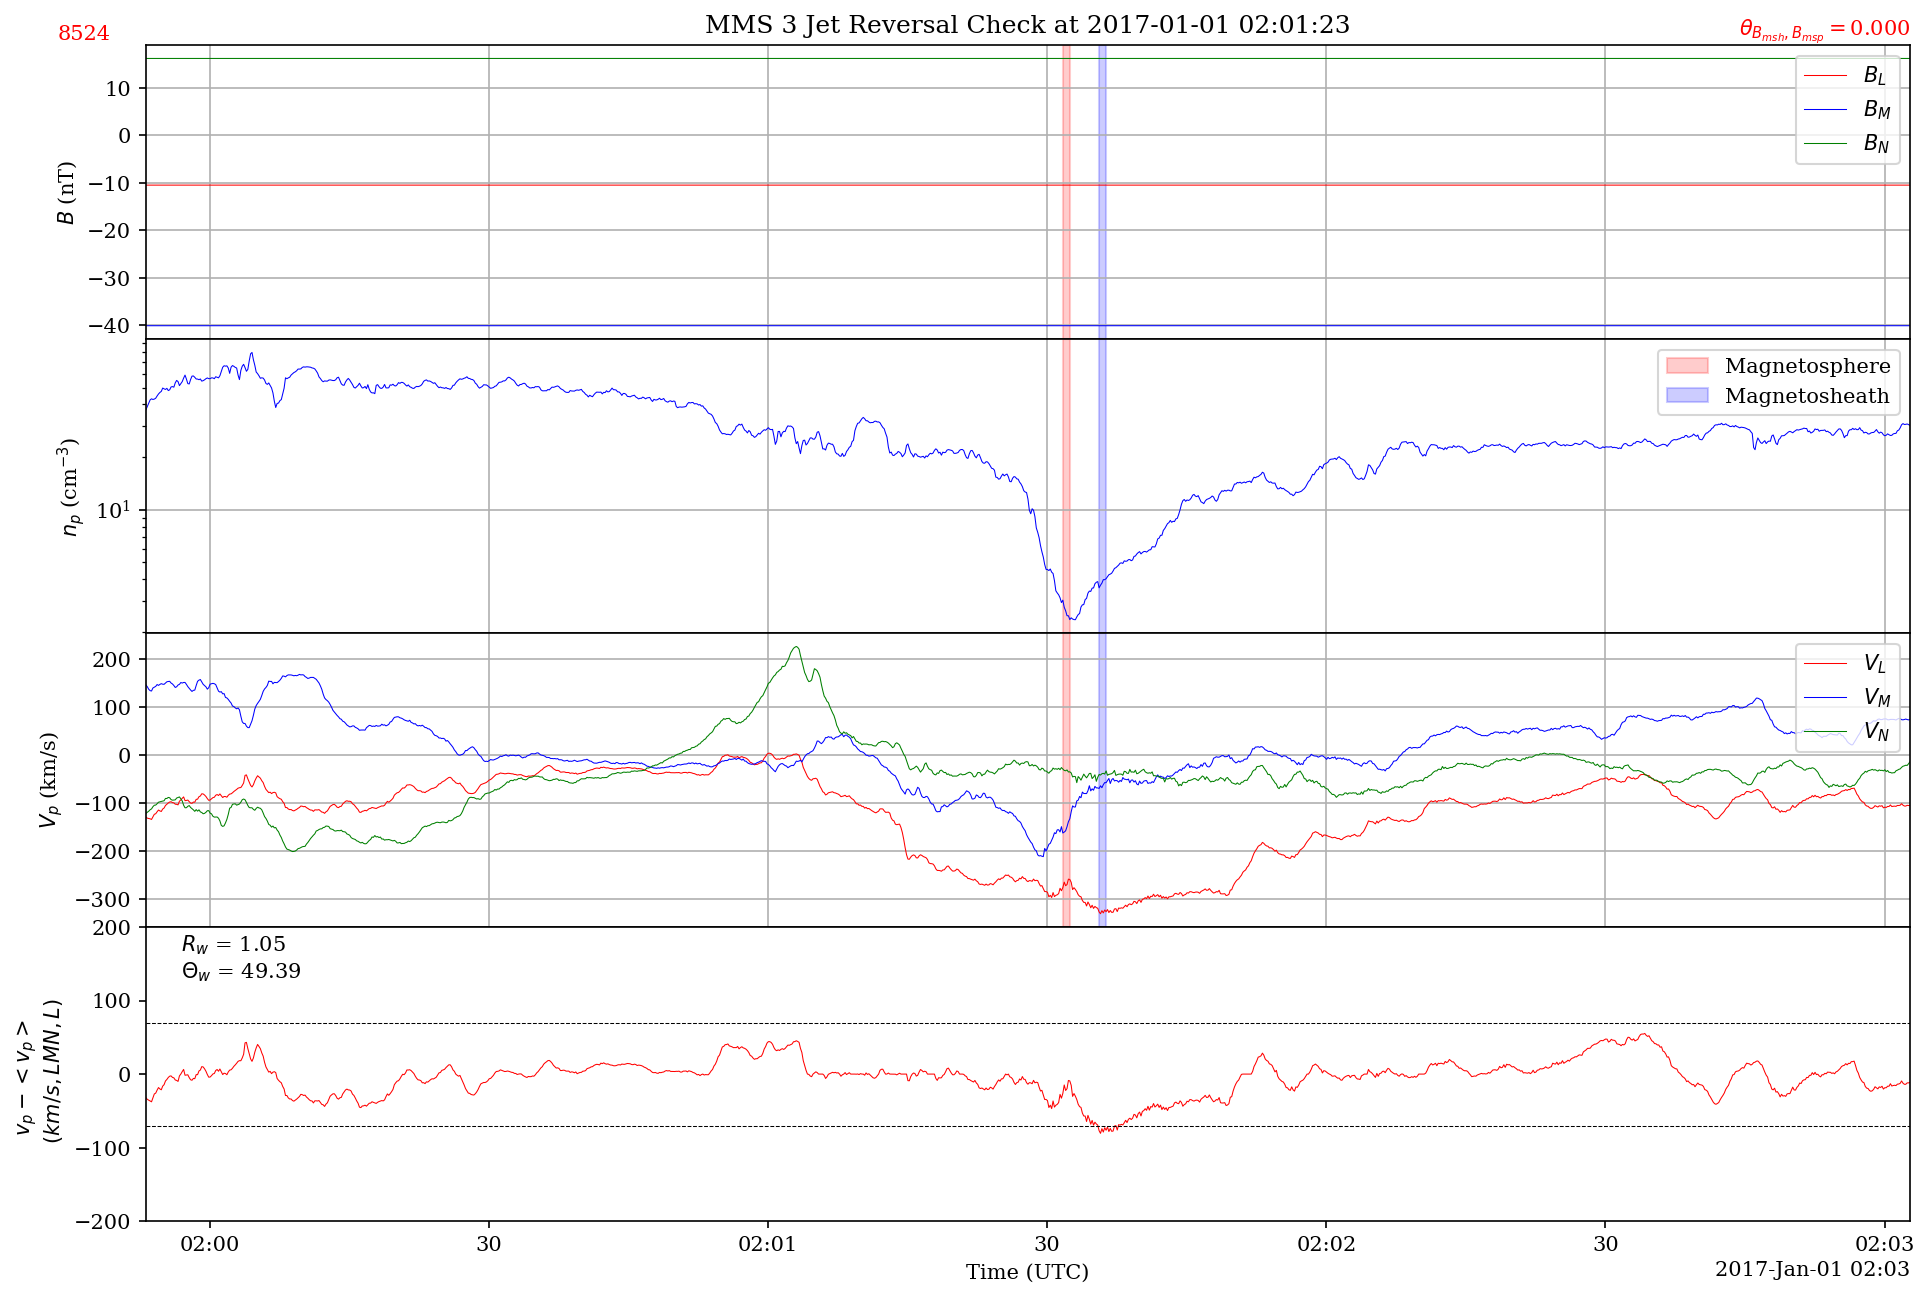 MMS 3 Jet Reversal Check at 2017-01-01 02:01:23
8524
θ_{B_{msh}, B_{msp}} = 0.000
B (nT)
10
0
−10
−20
−30
−40
B_L
B_M
B_N
n_p (cm^{−3})
10^1
Magnetosphere
Magnetosheath
V_p (km/s)
200
100
0
−100
−200
−300
V_L
V_M
V_N
v_p − <v_p>
(km/s, LMN, L)
200
100
0
−100
−200
R_w = 1.05
Θ_w = 49.39
02:00
30
02:01
30
02:02
30
02:03
Time (UTC)
2017-Jan-01 02:03